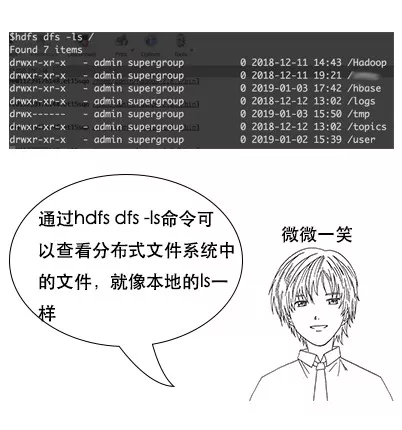 $hdfs dfs -ls /
Found 7 items
drwxr-xr-x   - admin supergroup          0 2018-12-11 14:43 /Hadoop
drwxr-xr-x   - admin supergroup          0 2018-12-11 19:21 /
drwxr-xr-x   - admin supergroup          0 2019-01-03 17:42 /hbase
drwxr-xr-x   - admin supergroup          0 2018-12-12 13:02 /logs
drwx------   - admin supergroup          0 2019-01-03 15:50 /tmp
drwxr-xr-x   - admin supergroup          0 2018-12-12 13:02 /topics
drwxr-xr-x   - admin supergroup          0 2019-01-02 15:39 /user
通过hdfs dfs -ls命令可
以查看分布式文件系统中
的文件，就像本地的ls一
样
微微一笑